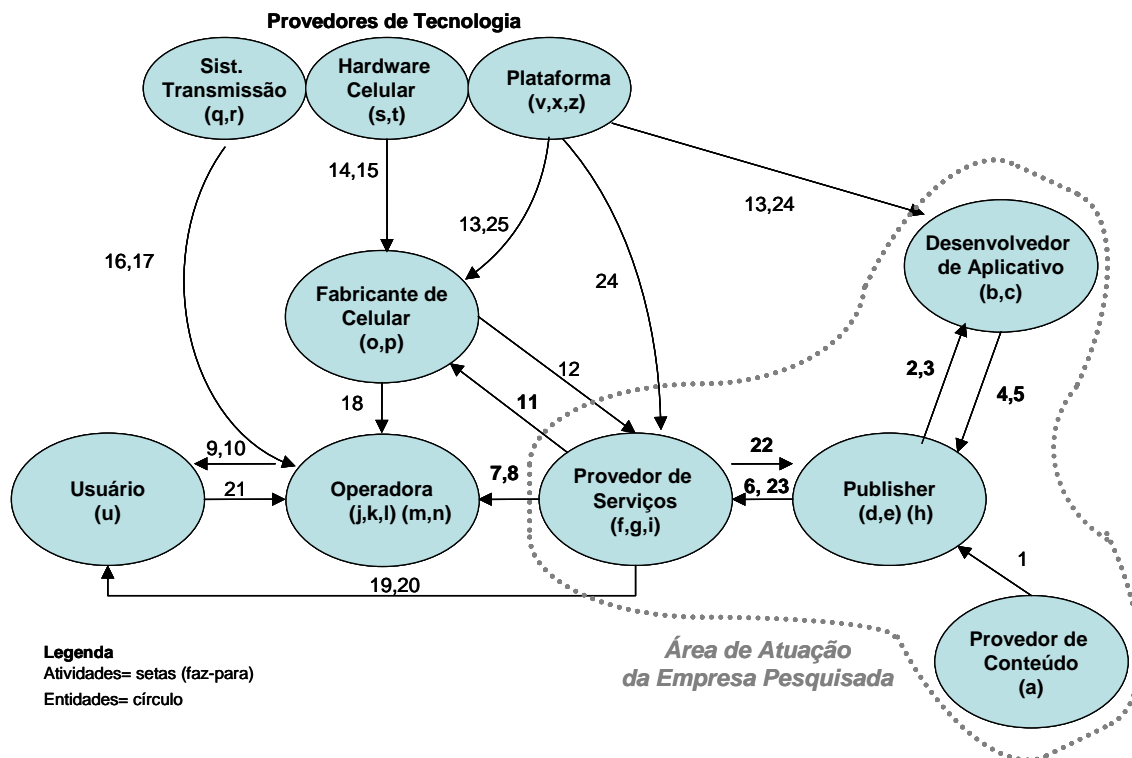 Provedores de Tecnologia
Sist.
Transmissão
(q,r)
Hardware
Celular
(s,t)
Plataforma
(v,x,z)
14,15
13,25
13,24
16,17
24
Desenvolvedor
de Aplicativo
(b,c)
Fabricante de
Celular
(o,p)
12
11
2,3
4,5
18
9,10
21
7,8
22
6, 23
Usuário
(u)
Operadora
(j,k,l) (m,n)
Provedor de
Serviços
(f,g,i)
Publisher
(d,e) (h)
1
19,20
Provedor de
Conteúdo
(a)
Área de Atuação
da Empresa Pesquisada
Legenda
Atividades= setas (faz-para)
Entidades= círculo